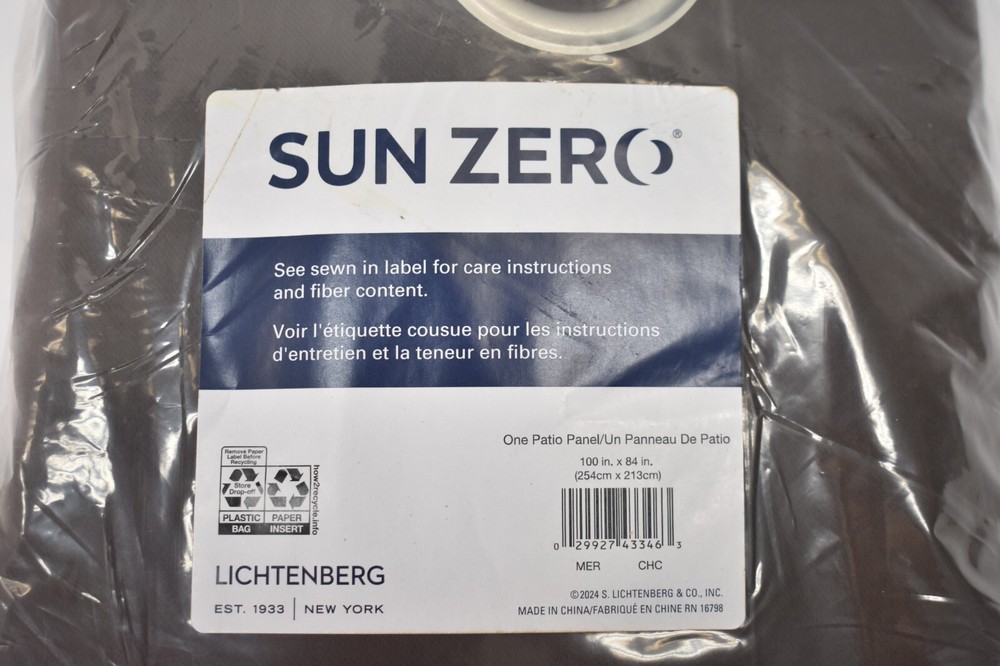 SUN ZERO®
See sewn in label for care instructions
and fiber content.
Voir l'étiquette cousue pour les instructions
d'entretien et la teneur en fibres.
One Patio Panel/Un Panneau De Patio
100 in. x 84 in.
(254cm x 213cm)
0 29927 43346 3
MER CHC
Remove Paper
Label Before
Recycling
Store
Drop-off
PLASTIC
BAG
PAPER
INSERT
how2recycle.info
LICHTENBERG
EST. 1933 | NEW YORK
©2024 S. LICHTENBERG & CO., INC.
MADE IN CHINA/FABRIQUÉ EN CHINE RN 16798